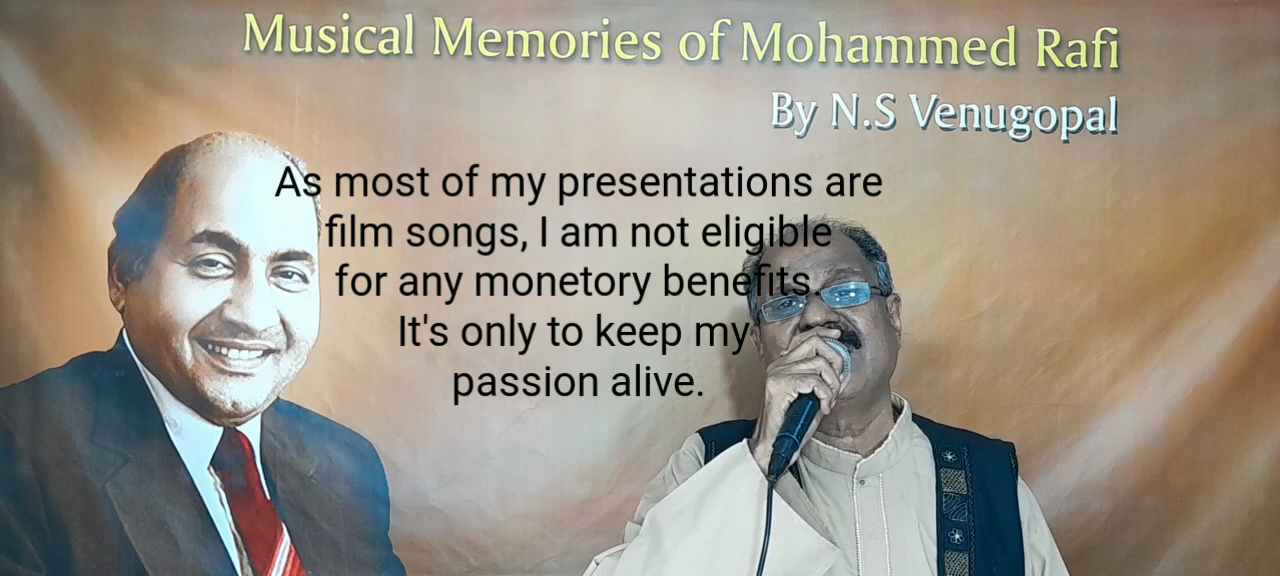 Musical Memories of Mohammed Rafi
By N.S Venugopal
As most of my presentations are
film songs, I am not eligible
for any monetory benefits.
It's only to keep my
passion alive.